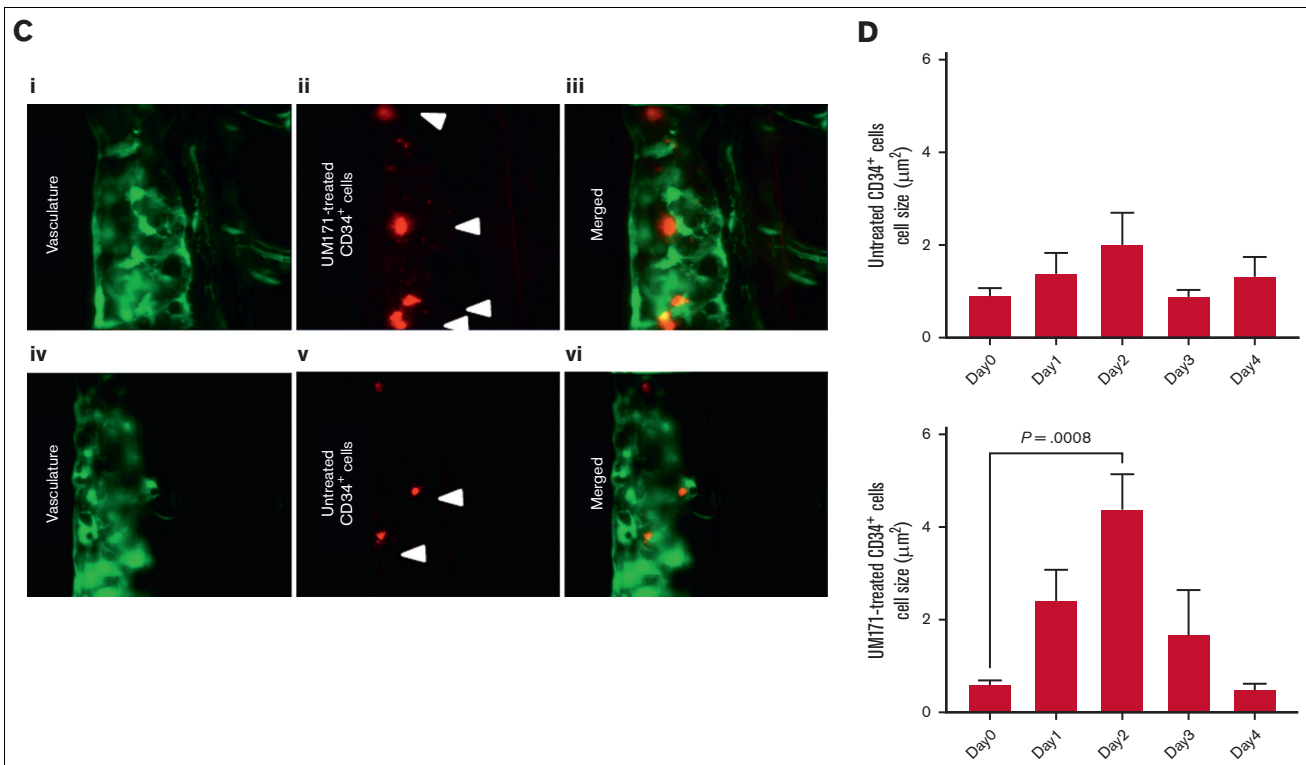 C
i
ii
iii
Vasculature
UM171-treated
CD34⁺ cells
Merged
iv
v
vi
Vasculature
Untreated
CD34⁺ cells
Merged
D
Untreated CD34⁺ cells
cell size (μm²)
6
4
2
0
Day0
Day1
Day2
Day3
Day4
UM171-treated CD34⁺ cells
cell size (μm²)
6
4
2
0
P = .0008
Day0
Day1
Day2
Day3
Day4